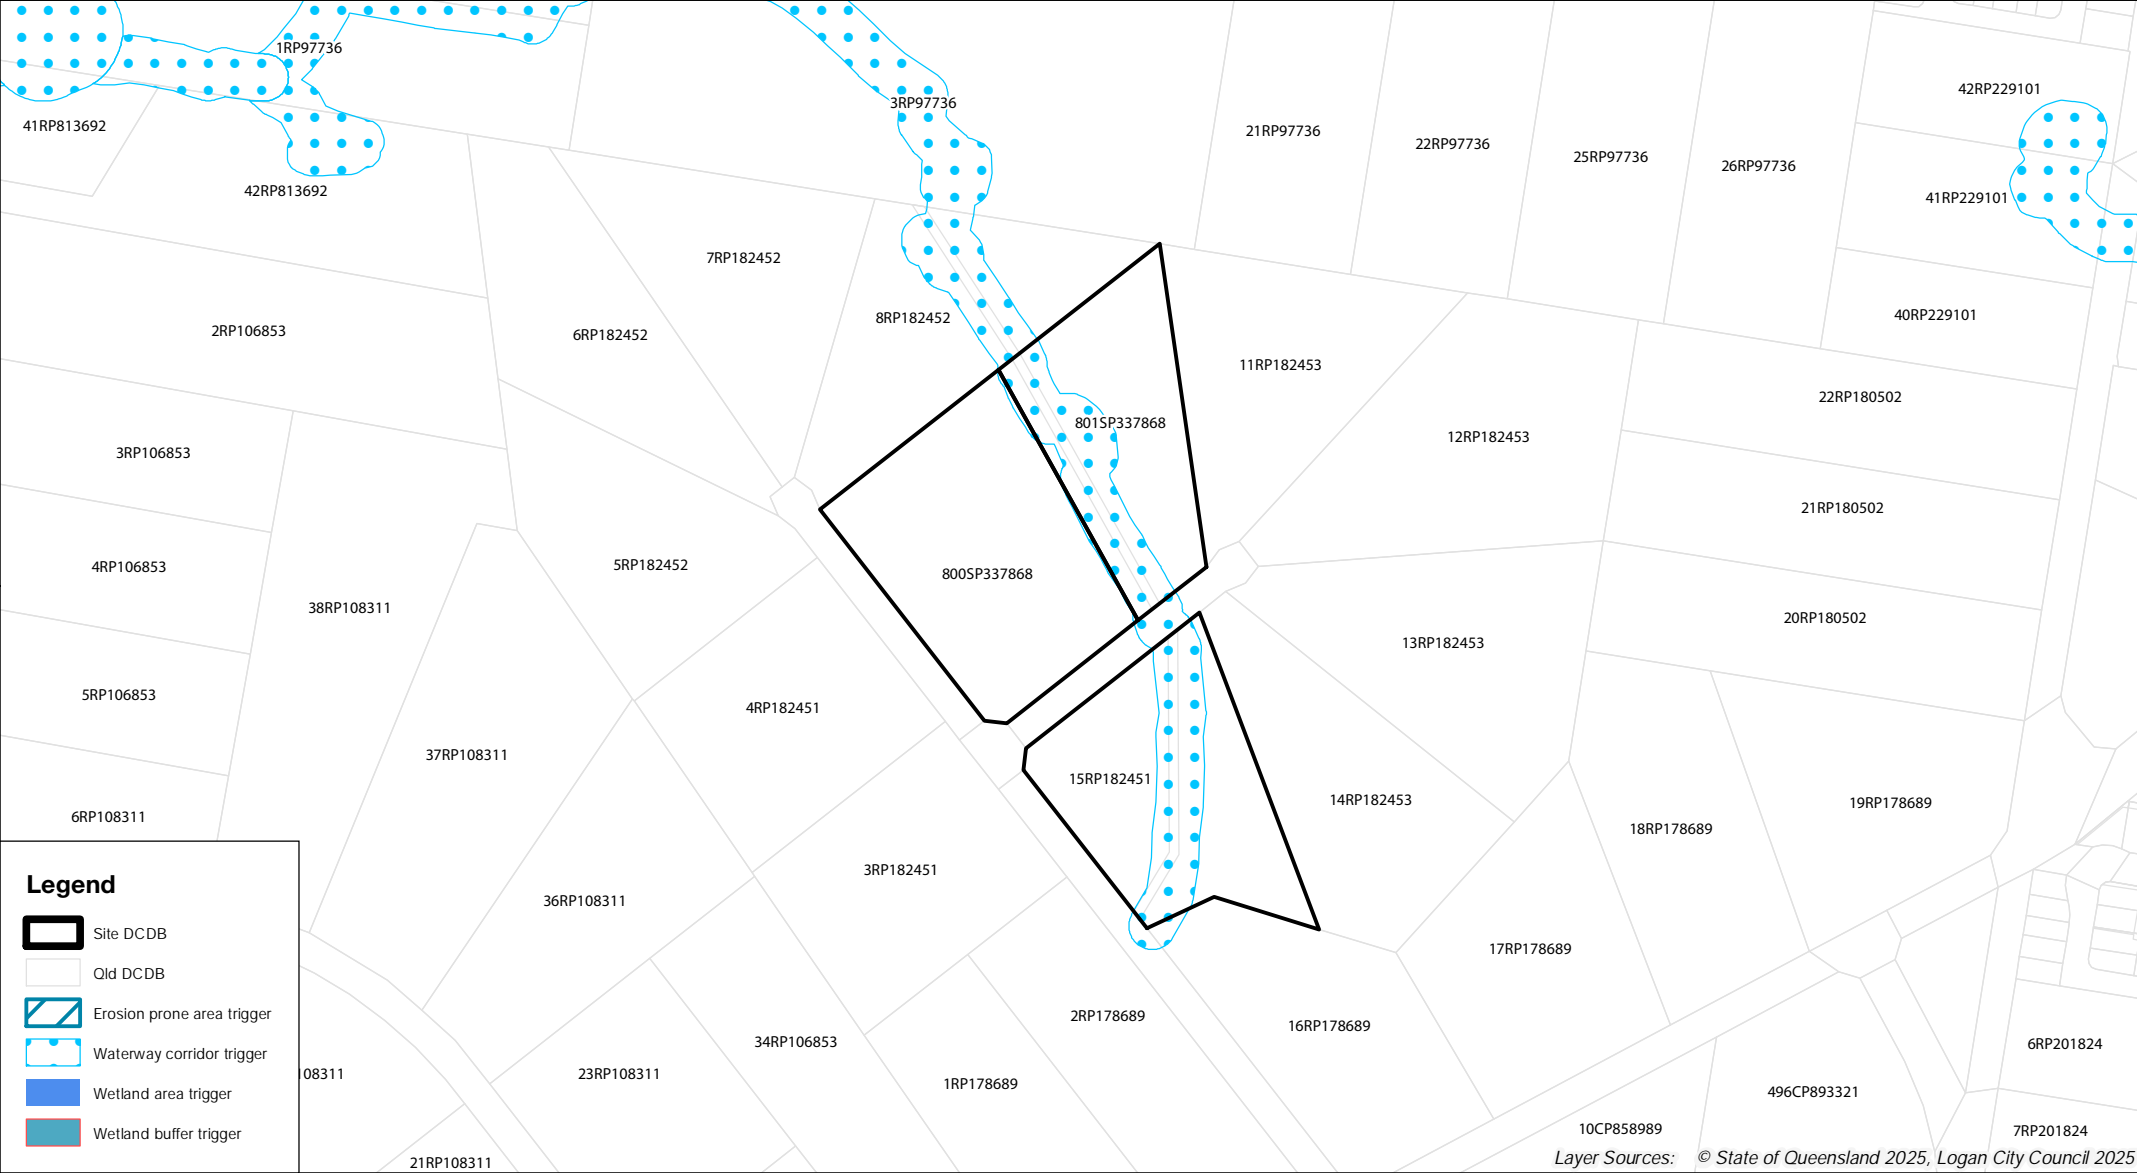 1RP97736
42RP229101
3RP97736
41RP813692
21RP97736
22RP97736
25RP97736
26RP97736
42RP813692
41RP229101
7RP182452
8RP182452
40RP229101
2RP106853
6RP182452
11RP182453
22RP180502
801SP337868
12RP182453
3RP106853
21RP180502
4RP106853
5RP182452
800SP337868
38RP108311
20RP180502
13RP182453
5RP106853
4RP182451
37RP108311
15RP182451
14RP182453
19RP178689
6RP108311
18RP178689
3RP182451
36RP108311
17RP178689
2RP178689
16RP178689
34RP106853
6RP201824
08311
23RP108311
1RP178689
496CP893321
10CP858989
7RP201824
21RP108311
Legend
Site DCDB
Qld DCDB
Erosion prone area trigger
Waterway corridor trigger
Wetland area trigger
Wetland buffer trigger
Layer Sources: © State of Queensland 2025, Logan City Council 2025